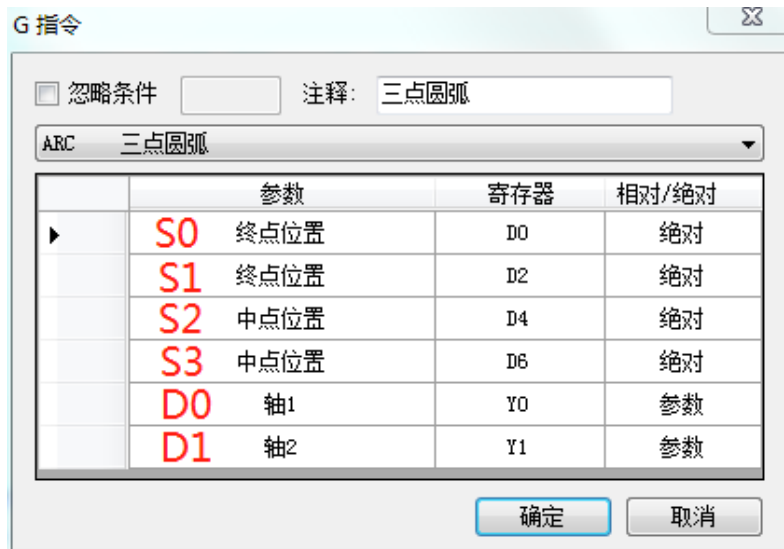 G 指令
忽略条件 注释: 三点圆弧
ARC 三点圆弧
参数 寄存器 相对/绝对
S0 终点位置 D0 绝对
S1 终点位置 D2 绝对
S2 中点位置 D4 绝对
S3 中点位置 D6 绝对
D0 轴1 Y0 参数
D1 轴2 Y1 参数
确定 取消